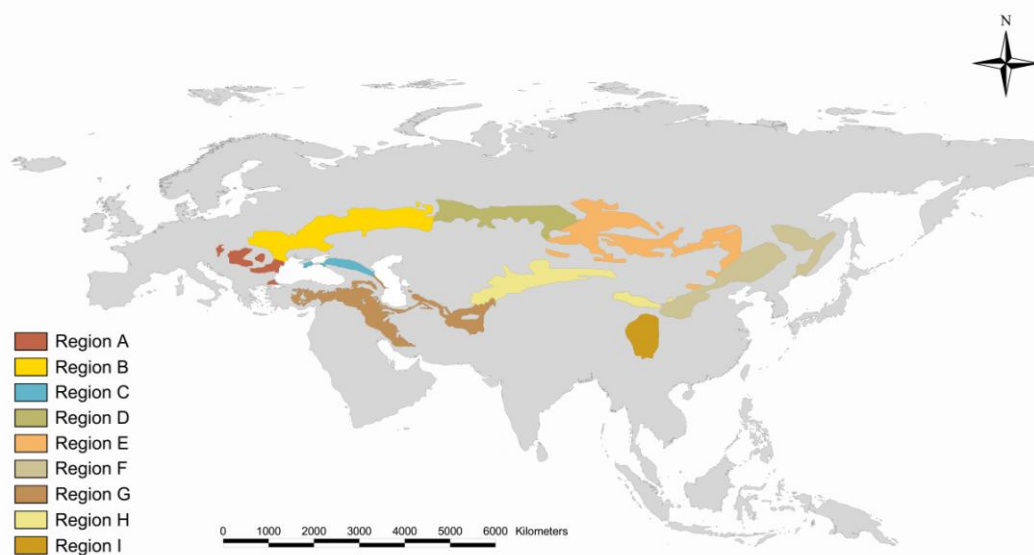 N
Region A
Region B
Region C
Region D
Region E
Region F
Region G
Region H
Region I
0 1000 2000 3000 4000 5000 6000 Kilometers